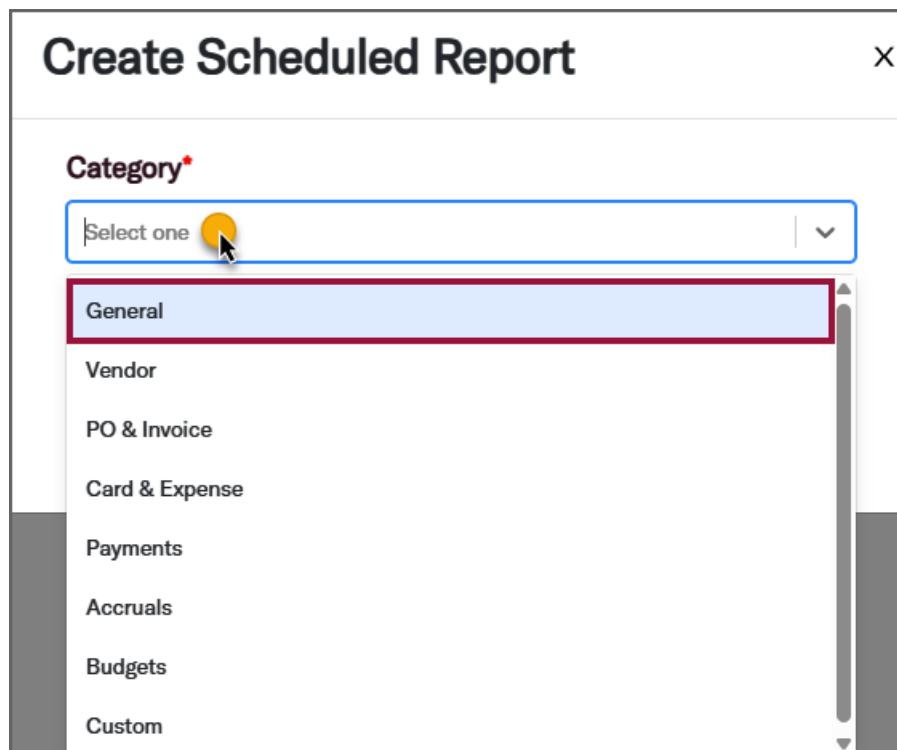 Create Scheduled Report X
Category*
Select one
General
Vendor
PO & Invoice
Card & Expense
Payments
Accruals
Budgets
Custom